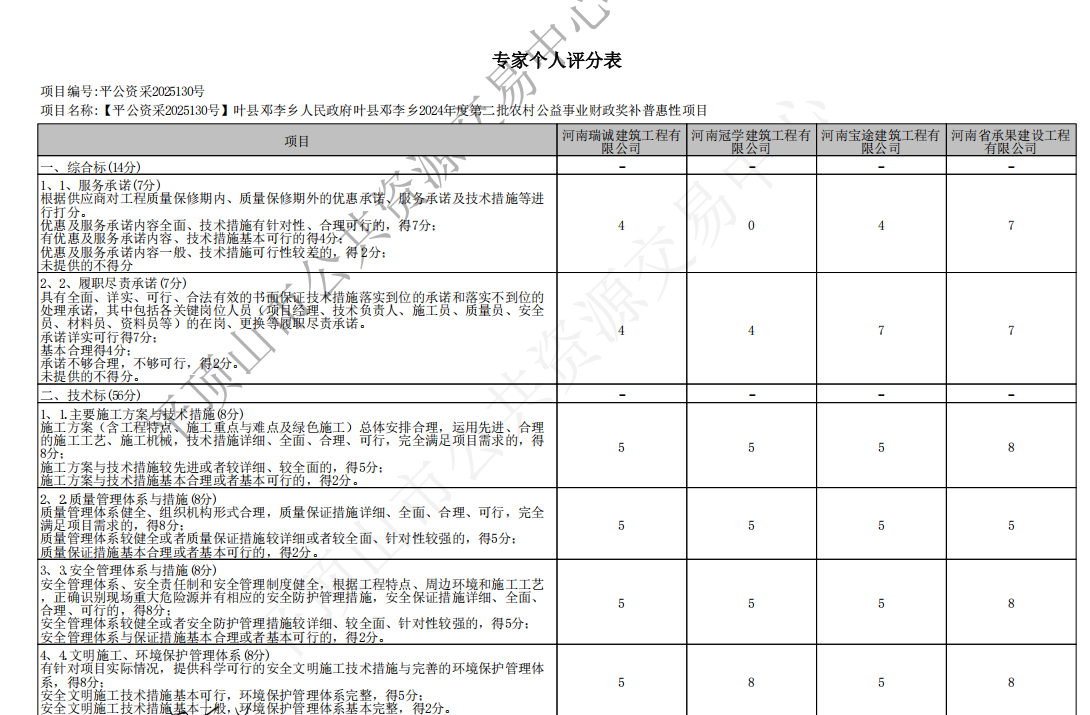 专家个人评分表
项目编号:平公资采2025130号
项目名称:【平公资采2025130号】叶县邓李乡人民政府叶县邓李乡2024年度第二批农村公益事业财政奖补普惠性项目
项目 河南瑞诚建筑工程有限公司 河南冠学建筑工程有限公司 河南宝途建筑工程有限公司 河南省承果建设工程有限公司
一、综合标(14分) - - - -
1、1、服务承诺(7分)
根据供应商对工程质量保修期内、质量保修期外的优惠承诺、服务承诺及技术措施等进
行打分。
优惠及服务承诺内容全面、技术措施有针对性、合理可行的，得7分；
有优惠及服务承诺内容、技术措施基本可行的得4分；
优惠及服务承诺内容一般、技术措施可行性较差的，得2分；
未提供的不得分
4 0 4 7
2、2、履职尽责承诺(7分)
具有全面、详实、可行、合法有效的书面保证技术措施落实到位的承诺和落实不到位的
处理承诺，其中包括各关键岗位人员（项目经理、技术负责人、施工员、质量员、安全
员、材料员、资料员等）的在岗、更换等履职尽责承诺。
承诺详实可行得7分；
基本合理得4分；
承诺不够合理，不够可行，得2分。
未提供的不得分。
4 4 7 7
二、技术标(56分) - - - -
1、1.主要施工方案与技术措施(8分)
施工方案（含工程特点、施工重点与难点及绿色施工）总体安排合理，运用先进、合理
的施工工艺、施工机械，技术措施详细、全面、合理、可行，完全满足项目需求的，得
8分；
施工方案与技术措施较先进或者较详细、较全面的，得5分；
施工方案与技术措施基本合理或者基本可行的，得2分。
5 5 5 8
2、2.质量管理体系与措施(8分)
质量管理体系健全、组织机构形式合理，质量保证措施详细、全面、合理、可行，完全
满足项目需求的，得8分；
质量管理体系较健全或者质量保证措施较详细或者较全面、针对性较强的，得5分；
质量保证措施基本合理或者基本可行的，得2分。
5 5 5 5
3、3.安全管理体系与措施(8分)
安全管理体系、安全责任制和安全管理制度健全，根据工程特点、周边环境和施工工艺
，正确识别现场重大危险源并有相应的安全防护管理措施，安全保证措施详细、全面、
合理、可行的，得8分；
安全管理体系较健全或者安全防护管理措施较详细、较全面、针对性较强的，得5分；
安全管理体系与保证措施基本合理或者基本可行的，得2分。
5 5 5 8
4、4.文明施工、环境保护管理体系(8分)
有针对项目实际情况，提供科学可行的安全文明施工技术措施与完善的环境保护管理体
系，得8分；
安全文明施工技术措施基本可行，环境保护管理体系完整，得5分；
安全文明施工技术措施基本一般，环境保护管理体系基本完整，得2分。
5 8 5 8
平顶山市公共资源交易中心
平顶山市公共资源交易中心